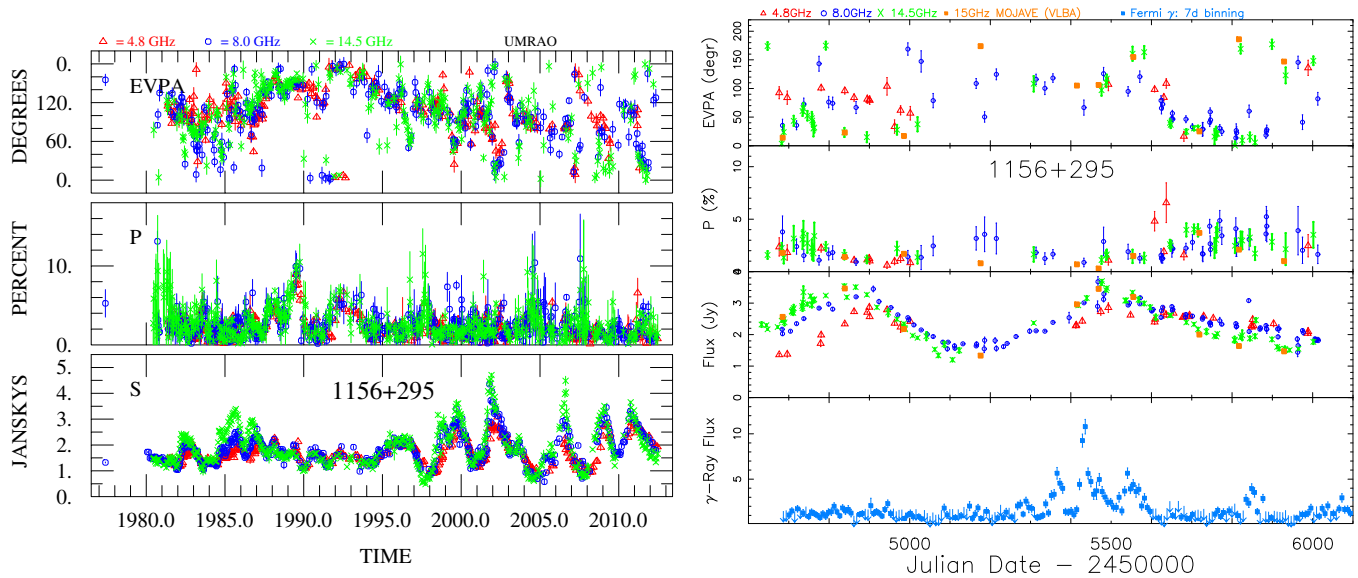 = 4.8 GHz = 8.0 GHz = 14.5 GHz UMRAO
DEGREES
0.
120.
60.
0.
EVPA
PERCENT
10.
0.
P
JANSKYS
5.
4.
3.
2.
1.
0.
S
1156+295
1980.0 1985.0 1990.0 1995.0 2000.0 2005.0 2010.0
TIME
4.8GHz 8.0GHz 14.5GHz 15GHz MOJAVE (VLBA) Fermi γ: 7d binning
EVPA (degr)
200
150
100
50
0
P (%)
10
5
0
1156+295
Flux (Jy)
3
2
1
0
γ-Ray Flux
10
5
5000 5500 6000
Julian Date - 2450000